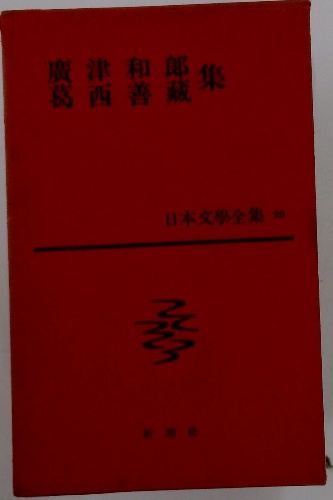 廣津和郎
葛西善藏
集
日本文學全集
新潮社